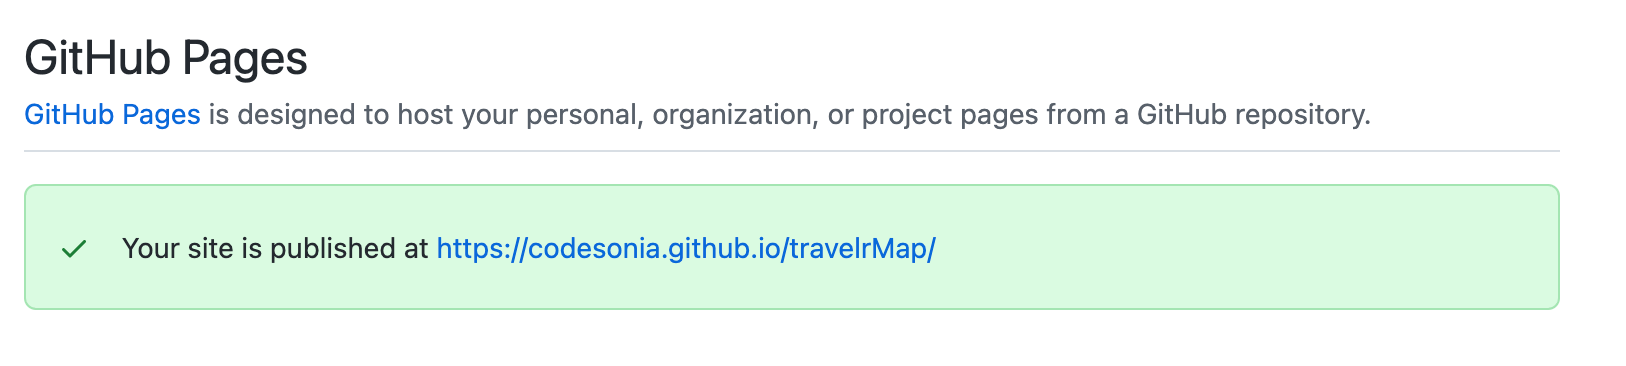 GitHub Pages
GitHub Pages is designed to host your personal, organization, or project pages from a GitHub repository.
Your site is published at https://codesonia.github.io/travelrMap/